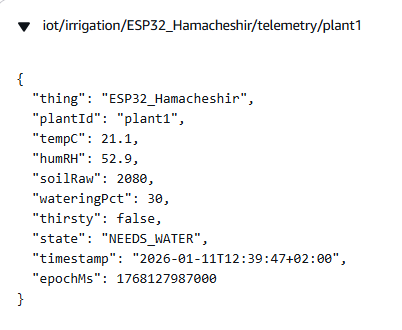 iot/irrigation/ESP32_Hamacheshir/telemetry/plant1
{
"thing": "ESP32_Hamacheshir",
"plantId": "plant1",
"tempC": 21.1,
"humRH": 52.9,
"soilRaw": 2080,
"wateringPct": 30,
"thirsty": false,
"state": "NEEDS_WATER",
"timestamp": "2026-01-11T12:39:47+02:00",
"epochMs": 1768127987000
}